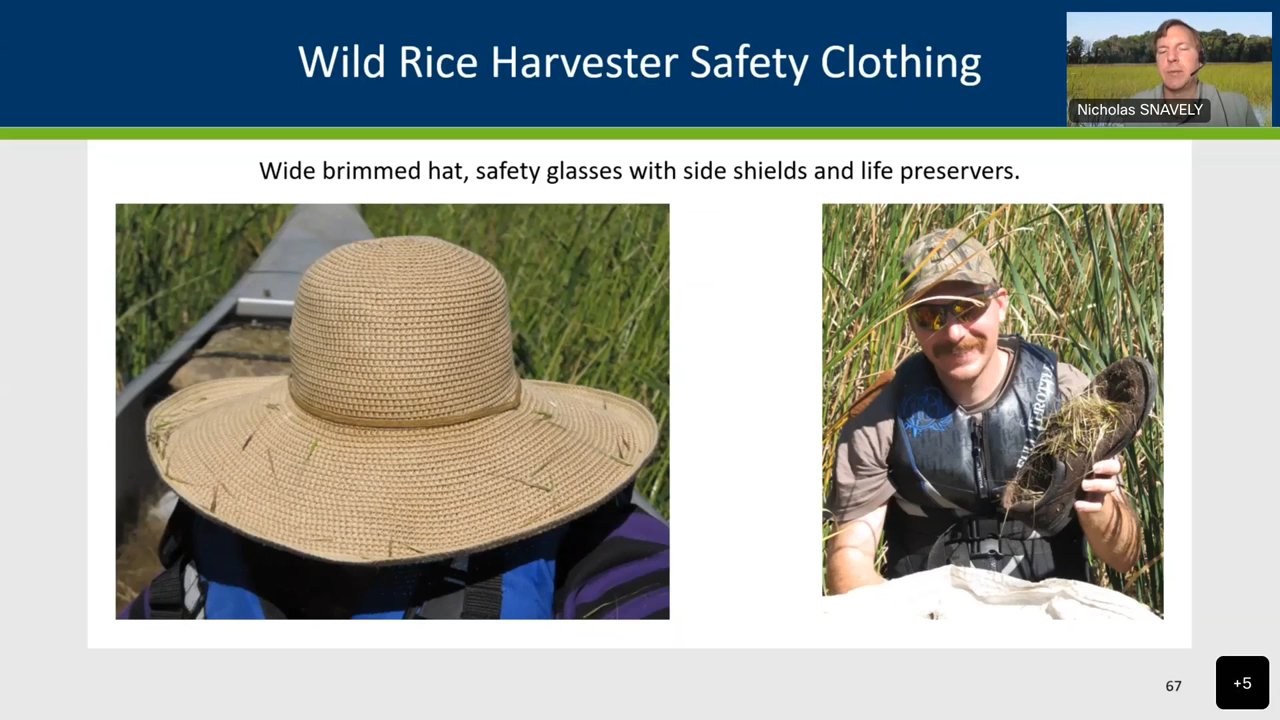 Wild Rice Harvester Safety Clothing
Nicholas SNAVELY
Wide brimmed hat, safety glasses with side shields and life preservers.
67
+5